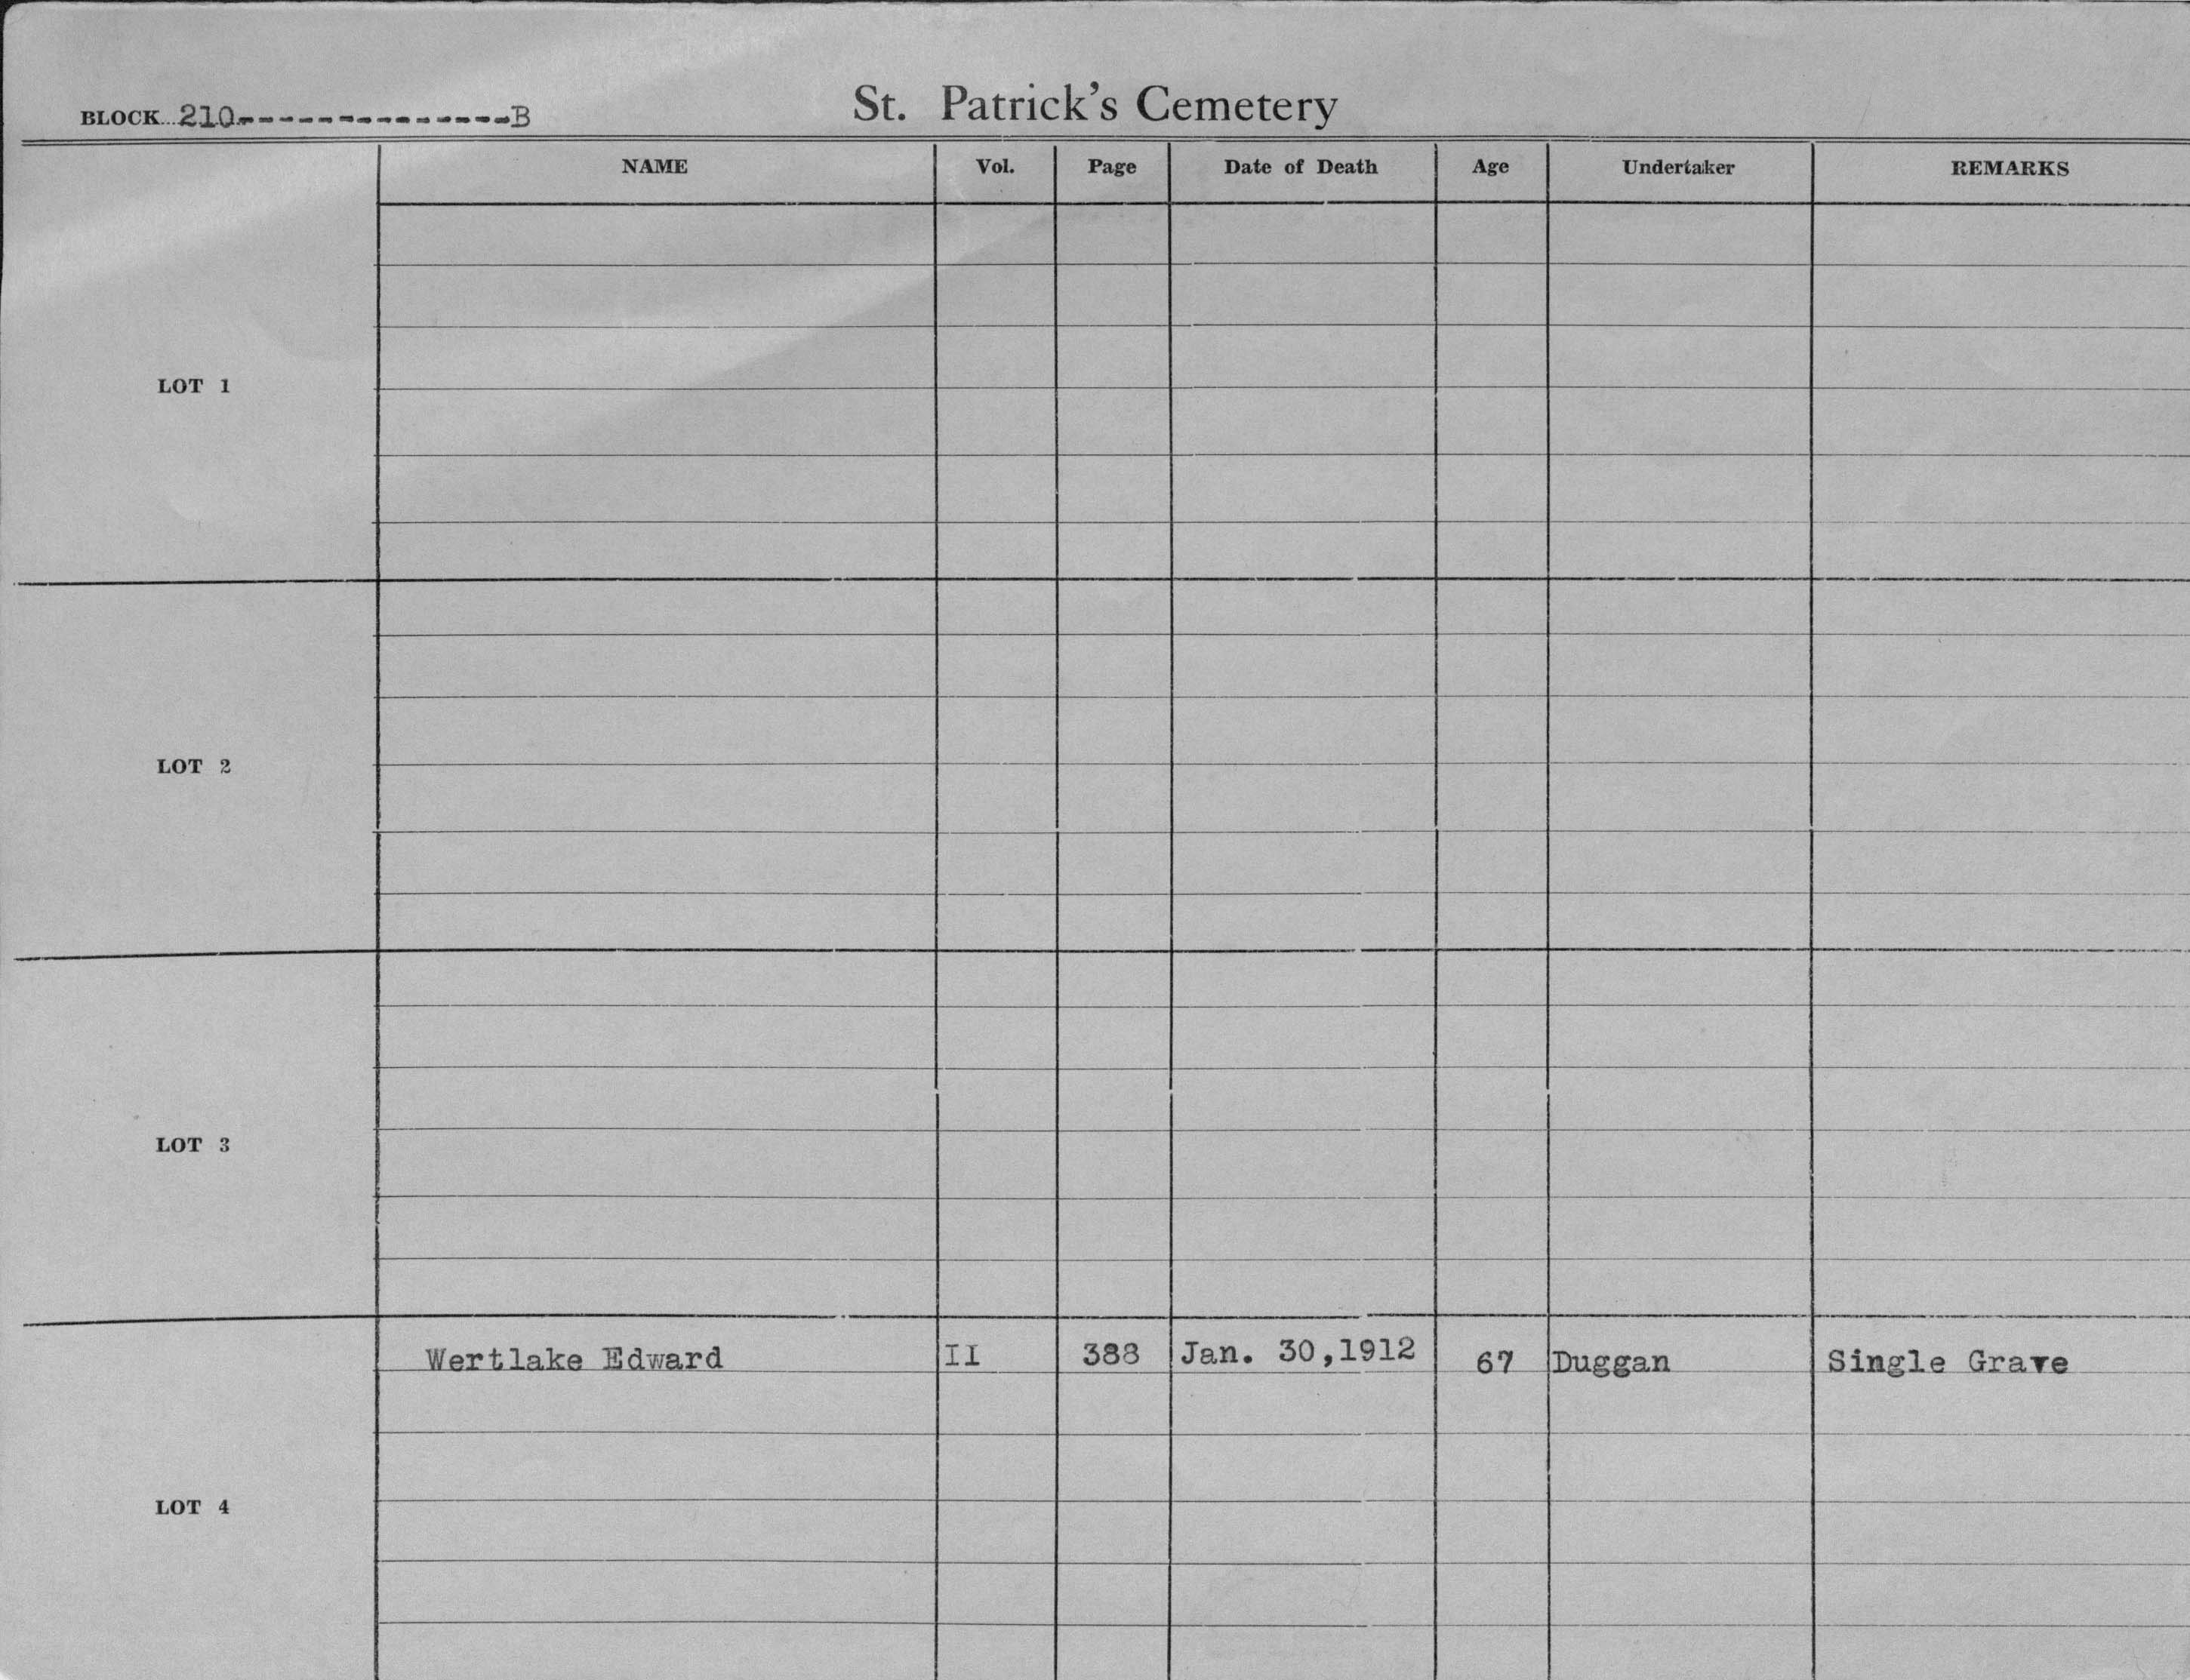 BLOCK 210----------------B
St. Patrick's Cemetery
NAME Vol. Page Date of Death Age Undertaker REMARKS
LOT 1
LOT 2
LOT 3
Wertlake Edward II 388 Jan. 30,1912 67 Duggan Single Grave
LOT 4